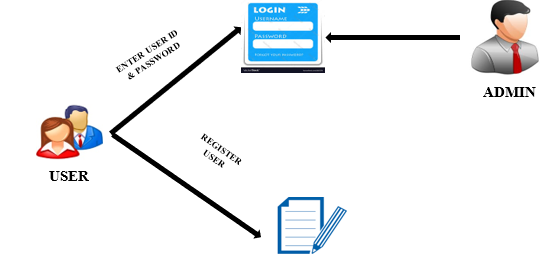 LOGIN
USERNAME
PASSWORD
ENTER USER ID
& PASSWORD
ADMIN
REGISTER
USER
USER